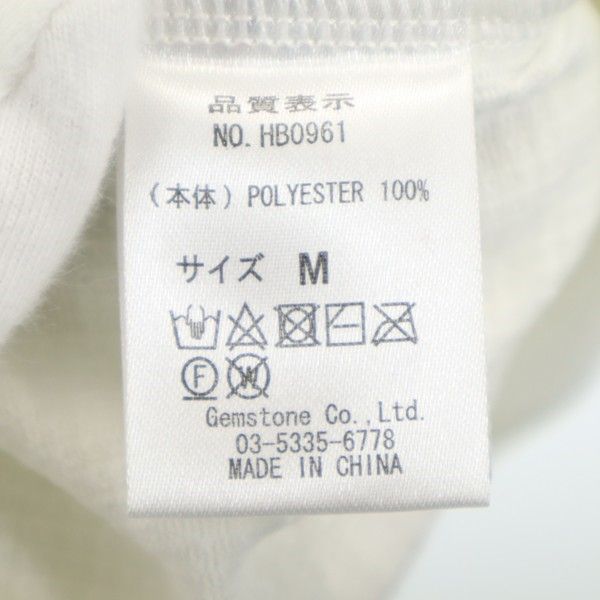 品質表示
NO. HB0961
(本体) POLYESTER 100%
サイズ M
F W
Gemstone Co.,Ltd.
03-5335-6778
MADE IN CHINA